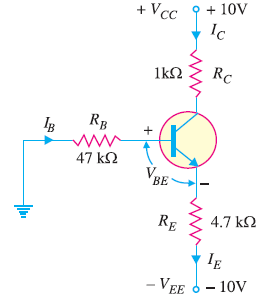 + V_CC + 10V
I_C
1kΩ R_C
I_B R_B +
47 kΩ
V_BE −
R_E 4.7 kΩ
I_E
− V_EE − 10V